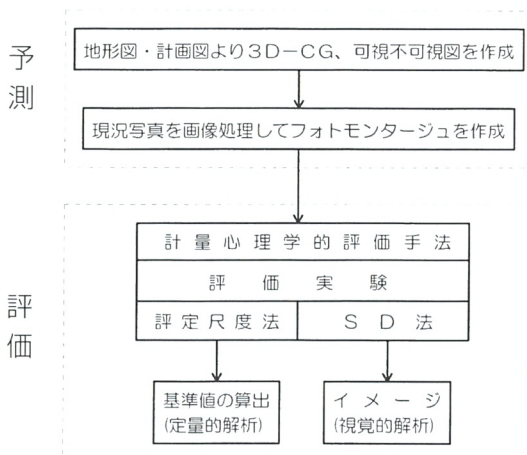 予測
地形図・計画図より3D-CG、可視不可視図を作成
現況写真を画像処理してフォトモンタージュを作成
評価
計量心理学的評価手法
評価実験
評定尺度法
SD法
基準値の算出
(定量的解析)
イメージ
(視覚的解析)